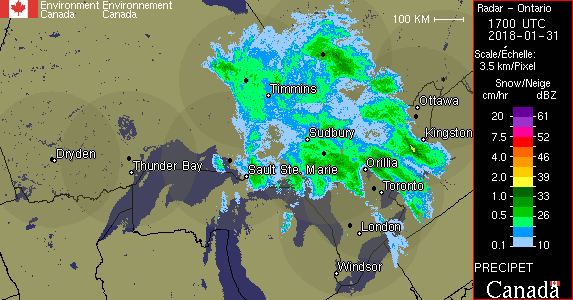 Environment Environnement
Canada Canada
100 KM
Timmins
Ottawa
Sudbury
Kingston
Dryden
Thunder Bay
Sault Ste. Marie
Orillia
Toronto
London
Windsor
Radar - Ontario
1700 UTC
2018-01-31
Scale/Échelle:
3.5 km/Pixel
Snow/Neige
cm/hr dBZ
20 61
7.5 52
4.0 46
2.0 39
1.0 33
0.5 26
0.1 10
PRECIPET
Canada